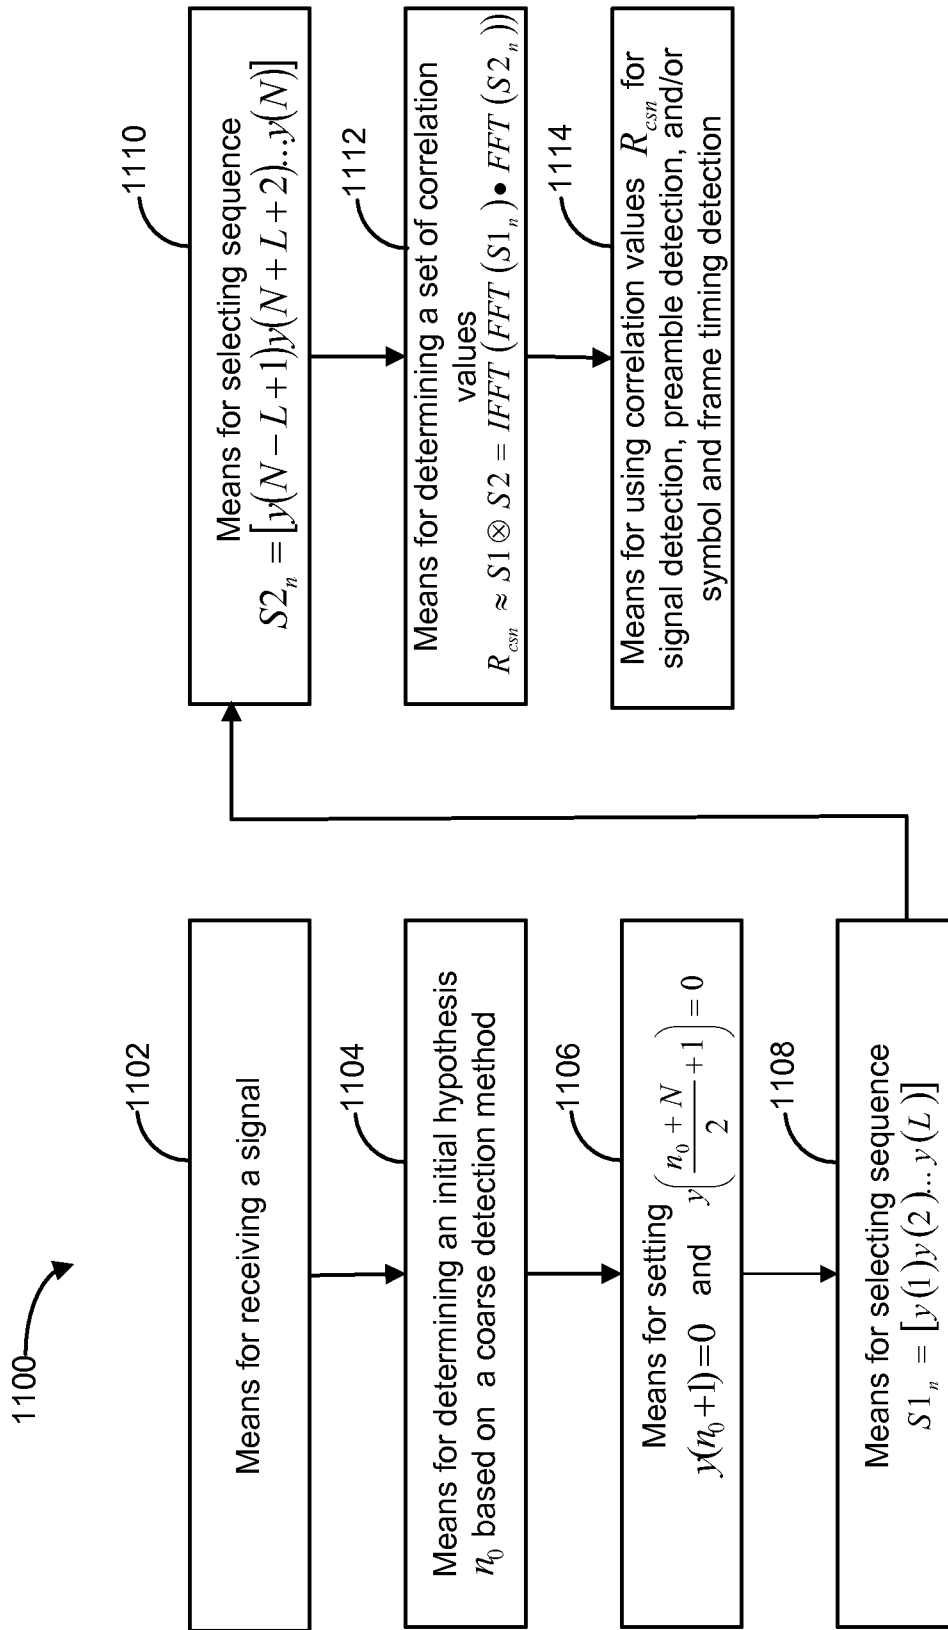 1100
1102
Means for receiving a signal
1104
Means for determining an initial hypothesis
n₀ based on a coarse detection method
1106
Means for setting
y(n₀+1)=0 and y((n₀ + N)/2 + 1) = 0
1108
Means for selecting sequence
S1ₙ = [y(1)y(2)...y(L)]
1110
Means for selecting sequence
S2ₙ = [y(N − L + 1)y(N + L + 2)...y(N)]
1112
Means for determining a set of correlation
values
R_csn ≈ S1 ⊗ S2 = IFFT (FFT (S1ₙ) • FFT (S2ₙ))
1114
Means for using correlation values R_csn for
signal detection, preamble detection, and/or
symbol and frame timing detection